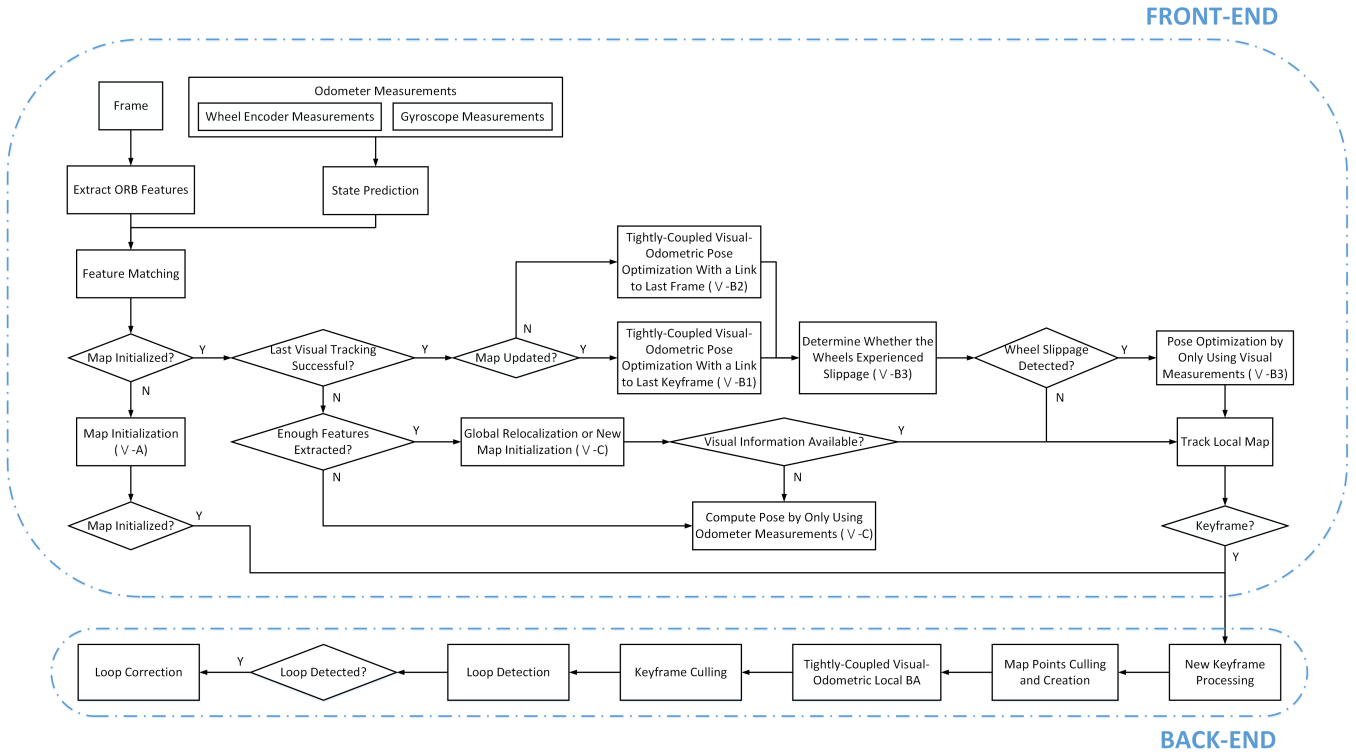 FRONT-END
Frame
Odometer Measurements
Wheel Encoder Measurements
Gyroscope Measurements
Extract ORB Features
State Prediction
Feature Matching
Tightly-Coupled Visual-
Odometric Pose
Optimization With a Link
to Last Frame (Ⅴ-B2)
N
Map Initialized?
Y
Last Visual Tracking
Successful?
Y
Map Updated?
Y
Tightly-Coupled Visual-
Odometric Pose
Optimization With a Link
to Last Keyframe (Ⅴ-B1)
Determine Whether the
Wheels Experienced
Slippage (Ⅴ-B3)
Wheel Slippage
Detected?
Y
Pose Optimization by
Only Using Visual
Measurements (Ⅴ-B3)
N
N
N
Map Initialization
(Ⅴ-A)
Enough Features
Extracted?
Y
Global Relocalization or New
Map Initialization (Ⅴ-C)
Visual Information Available?
Y
Track Local Map
N
N
Map Initialized?
Y
Compute Pose by Only Using
Odometer Measurements (Ⅴ-C)
Keyframe?
Y
Loop Correction
Y
Loop Detected?
Loop Detection
Keyframe Culling
Tightly-Coupled Visual-
Odometric Local BA
Map Points Culling
and Creation
New Keyframe
Processing
BACK-END